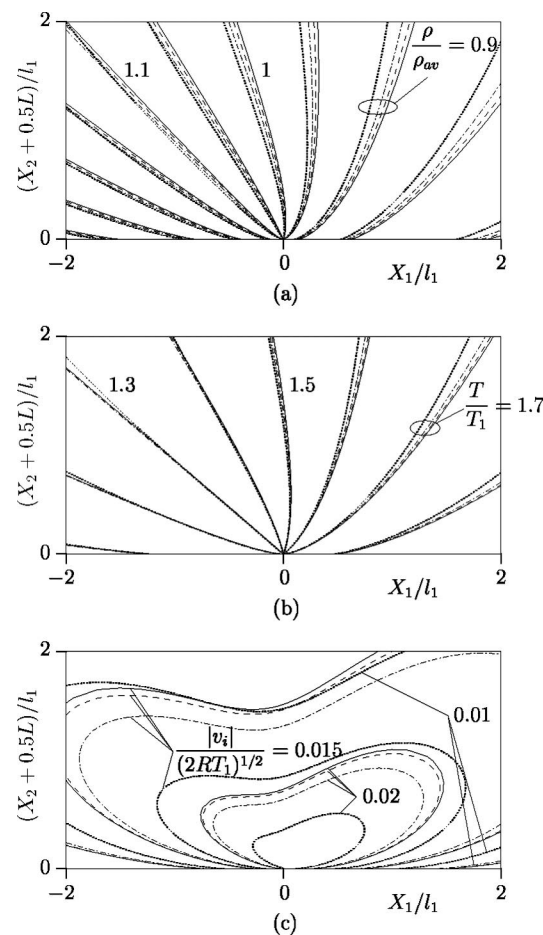 2
(X₂ + 0.5L)/l₁
1.1
1
ρ/ρₐᵥ = 0.9
0
−2
0
X₁/l₁
2
(a)
2
(X₂ + 0.5L)/l₁
1.3
1.5
T/T₁ = 1.7
0
−2
0
X₁/l₁
2
(b)
2
(X₂ + 0.5L)/l₁
0.01
|vᵢ|/(2RT₁)^{1/2} = 0.015
0.02
0
−2
0
X₁/l₁
2
(c)